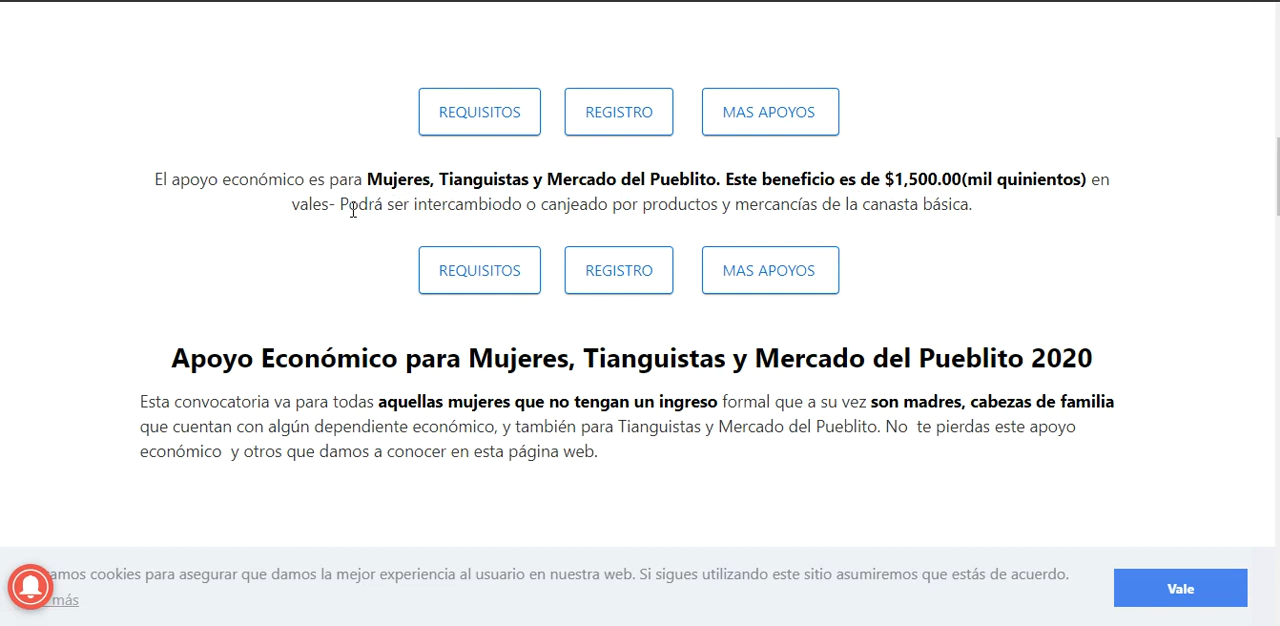 REQUISITOS REGISTRO MAS APOYOS
El apoyo económico es para Mujeres, Tianguistas y Mercado del Pueblito. Este beneficio es de $1,500.00(mil quinientos) en
vales- Podrá ser intercambiodo o canjeado por productos y mercancías de la canasta básica.
REQUISITOS REGISTRO MAS APOYOS
Apoyo Económico para Mujeres, Tianguistas y Mercado del Pueblito 2020
Esta convocatoria va para todas aquellas mujeres que no tengan un ingreso formal que a su vez son madres, cabezas de familia
que cuentan con algún dependiente económico, y también para Tianguistas y Mercado del Pueblito. No te pierdas este apoyo
económico y otros que damos a conocer en esta página web.
amos cookies para asegurar que damos la mejor experiencia al usuario en nuestra web. Si sigues utilizando este sitio asumiremos que estás de acuerdo.
más
Vale